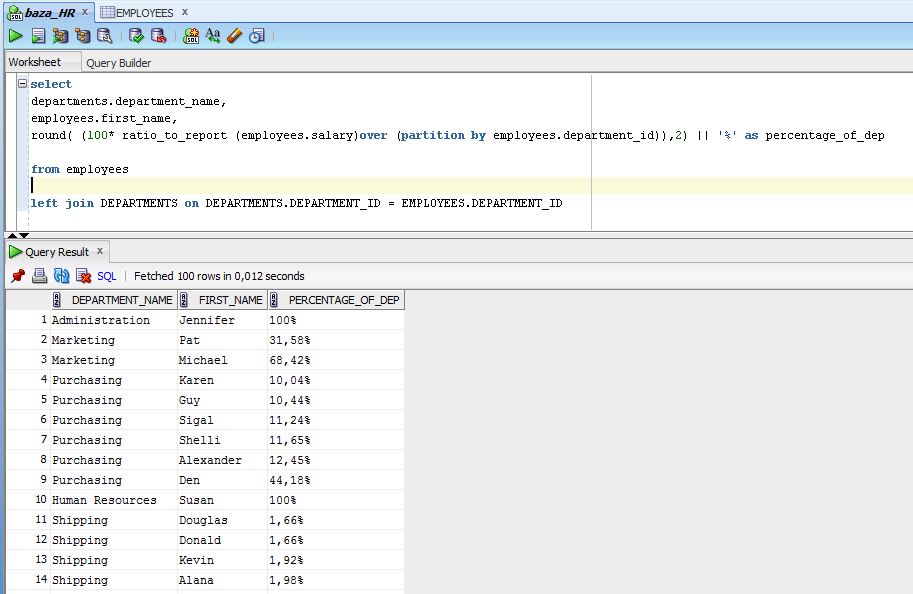 baza_HR EMPLOYEES
Worksheet Query Builder
select
departments.department_name,
employees.first_name,
round( (100* ratio_to_report (employees.salary)over (partition by employees.department_id)),2) || '%' as percentage_of_dep
from employees
left join DEPARTMENTS on DEPARTMENTS.DEPARTMENT_ID = EMPLOYEES.DEPARTMENT_ID
Query Result
SQL Fetched 100 rows in 0,012 seconds
DEPARTMENT_NAME FIRST_NAME PERCENTAGE_OF_DEP
1 Administration Jennifer 100%
2 Marketing Pat 31,58%
3 Marketing Michael 68,42%
4 Purchasing Karen 10,04%
5 Purchasing Guy 10,44%
6 Purchasing Sigal 11,24%
7 Purchasing Shelli 11,65%
8 Purchasing Alexander 12,45%
9 Purchasing Den 44,18%
10 Human Resources Susan 100%
11 Shipping Douglas 1,66%
12 Shipping Donald 1,66%
13 Shipping Kevin 1,92%
14 Shipping Alana 1,98%